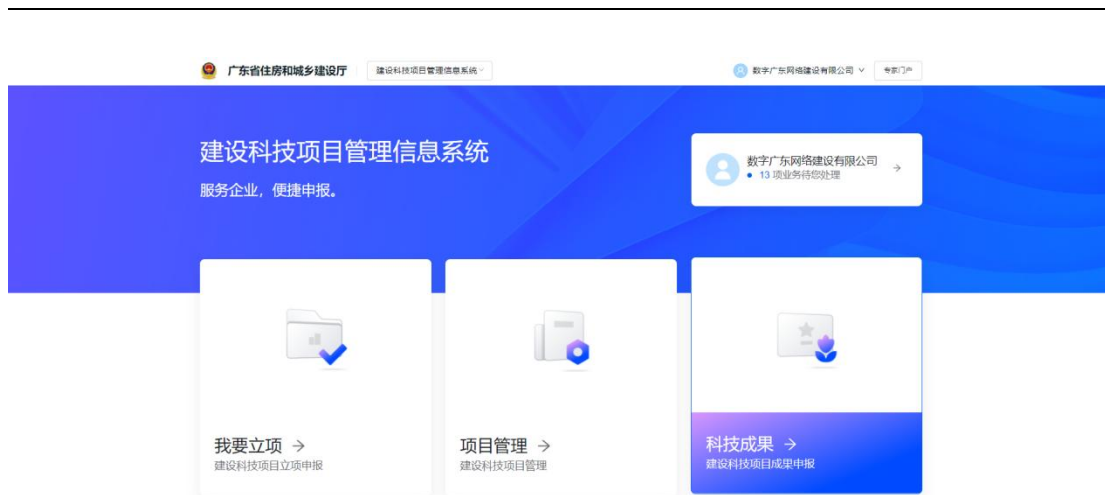 广东省住房和城乡建设厅
建设科技项目管理信息系统
数字广东网络建设有限公司
专家门户
建设科技项目管理信息系统
服务企业，便捷申报。
数字广东网络建设有限公司
13 项业务待您处理
我要立项
建设科技项目立项申报
项目管理
建设科技项目管理
科技成果
建设科技项目成果申报